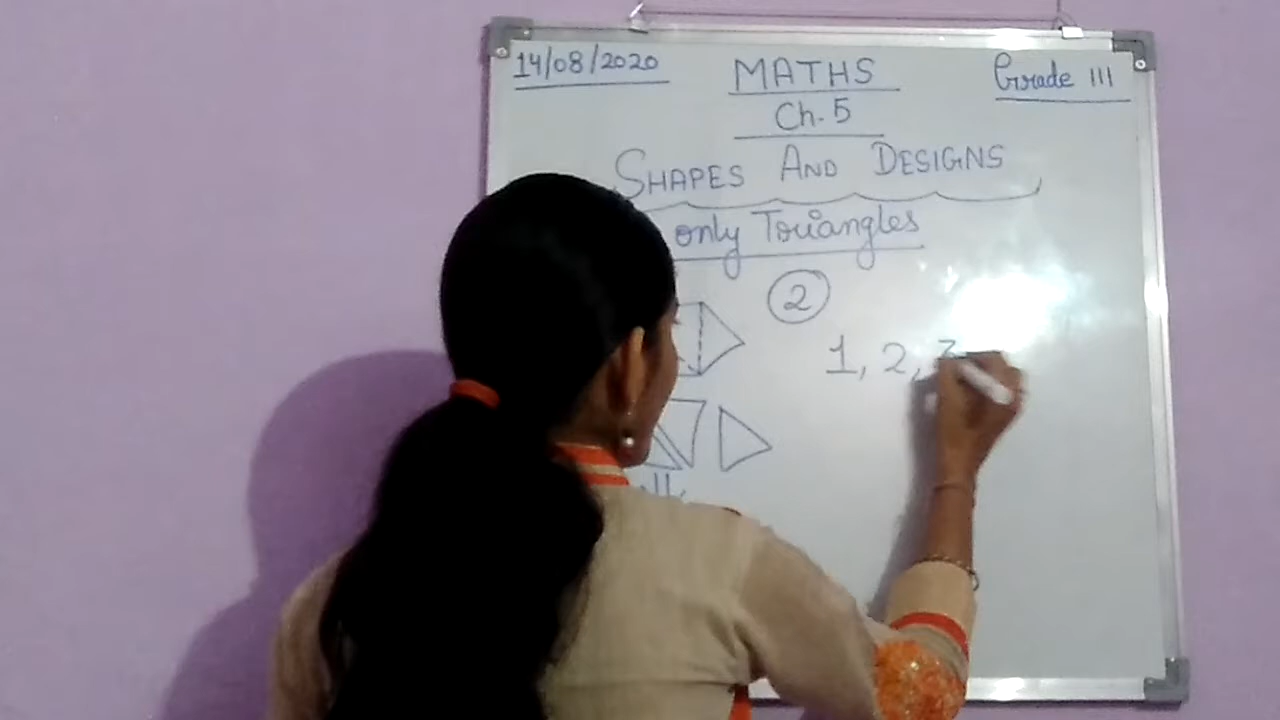 14/08/2020 MATHS Grade III
Ch. 5
SHAPES AND DESIGNS
only Triangles
2
1, 2, 3